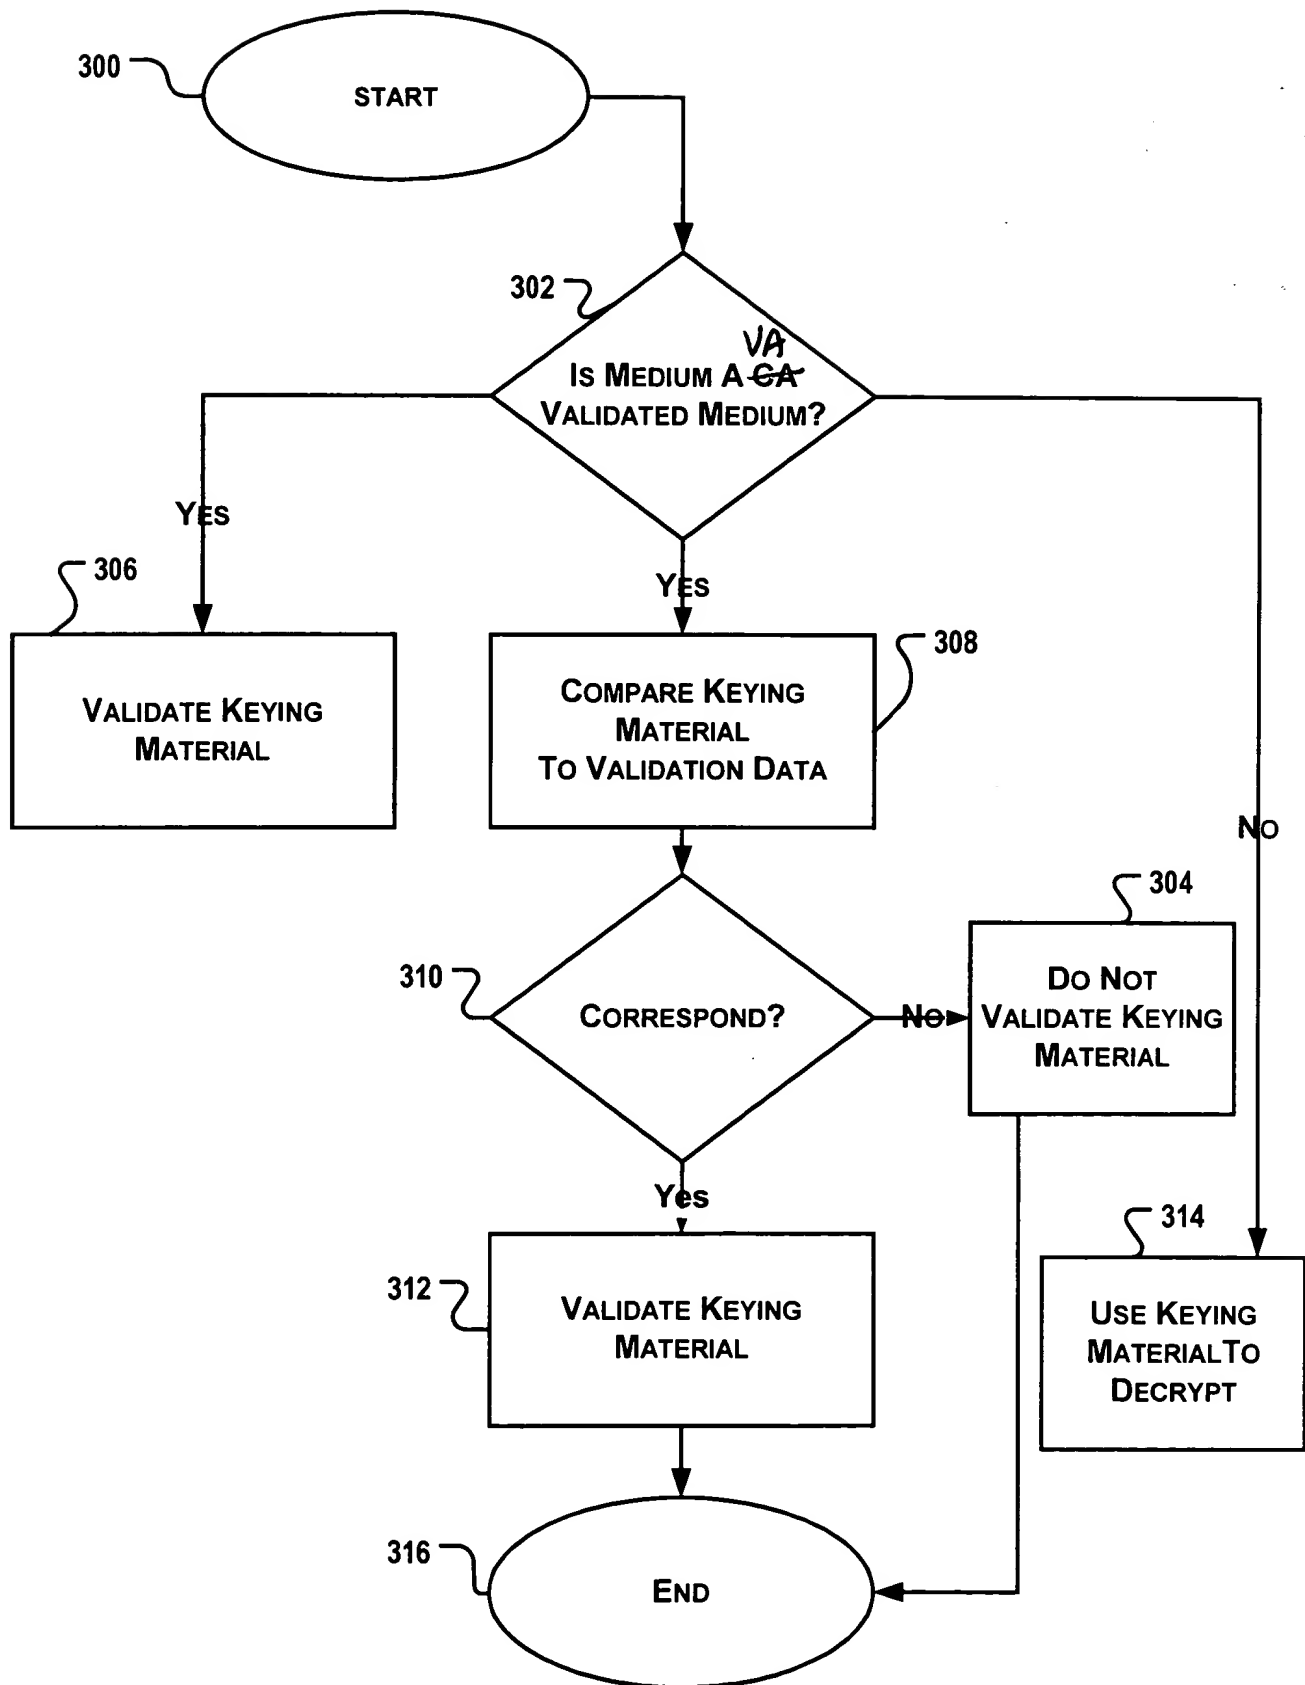 300
START
302
VA
IS MEDIUM A CA
VALIDATED MEDIUM?
YES
YES
NO
306
VALIDATE KEYING
MATERIAL
308
COMPARE KEYING
MATERIAL
TO VALIDATION DATA
304
DO NOT
VALIDATE KEYING
MATERIAL
310
CORRESPOND?
No
Yes
312
VALIDATE KEYING
MATERIAL
314
USE KEYING
MATERIALTO
DECRYPT
316
END